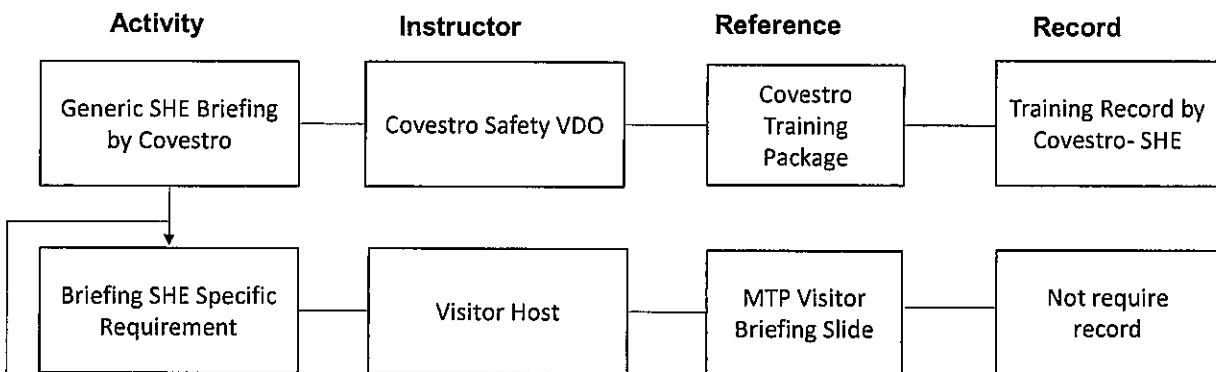 Activity
Instructor
Reference
Record
Generic SHE Briefing
by Covestro
Covestro Safety VDO
Covestro
Training
Package
Training Record by
Covestro- SHE
Briefing SHE Specific
Requirement
Visitor Host
MTP Visitor
Briefing Slide
Not require
record